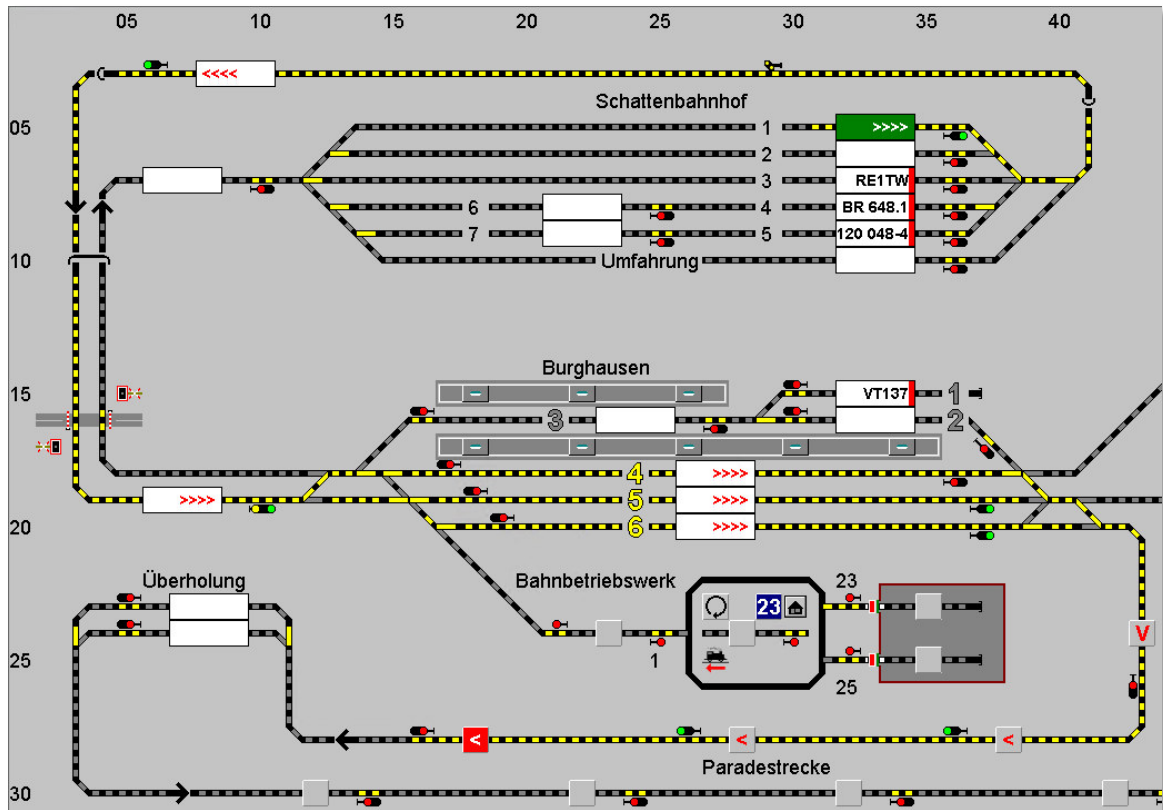 05 10 15 20 25 30 35 40
<<<<
Schattenbahnhof
05 1 >>>>
2
3 RE1TW
6 4 BR 648.1
7 5 120 048-4
10 Umfahrung
Burghausen
15 VT137 1
3 2
4 >>>>
>>>> 5 >>>>
20 6 >>>>
Überholung Bahnbetriebswerk 23
23
V
25 1
25
< < <
Paradestrecke
30